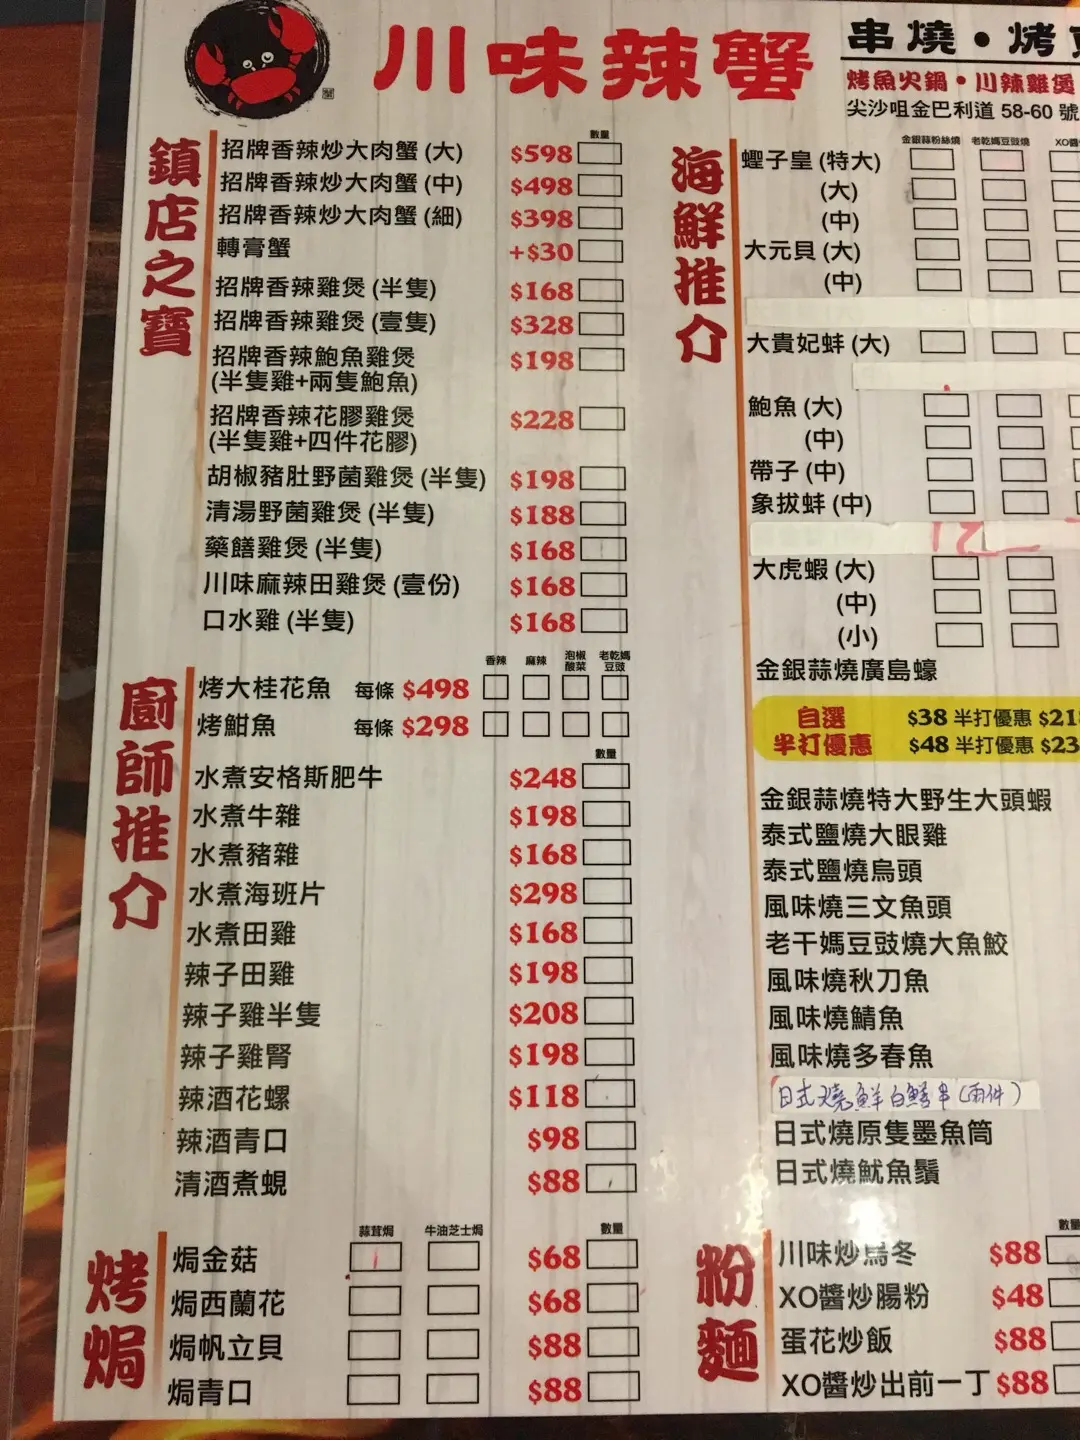 川味辣蟹
串燒•烤
烤魚火鍋•川辣雞煲
尖沙咀金巴利道 58-60 號
鎮店之寶
數量
招牌香辣炒大肉蟹 (大) $598
招牌香辣炒大肉蟹 (中) $498
招牌香辣炒大肉蟹 (細) $398
轉膏蟹 +$30
招牌香辣雞煲 (半隻) $168
招牌香辣雞煲 (壹隻) $328
招牌香辣鮑魚雞煲 $198
(半隻雞+兩隻鮑魚)
招牌香辣花膠雞煲 $228
(半隻雞+四件花膠)
胡椒豬肚野菌雞煲 (半隻) $198
清湯野菌雞煲 (半隻) $188
藥膳雞煲 (半隻) $168
川味麻辣田雞煲 (壹份) $168
口水雞 (半隻) $168
廚師推介
香辣 麻辣 泡椒酸菜 老乾媽豆豉
烤大桂花魚 每條 $498
烤鮒魚 每條 $298
數量
水煮安格斯肥牛 $248
水煮牛雜 $198
水煮豬雜 $168
水煮海班片 $298
水煮田雞 $168
辣子田雞 $198
辣子雞半隻 $208
辣子雞腎 $198
辣酒花螺 $118
辣酒青口 $98
清酒煮蜆 $88
烤焗
蒜茸焗 牛油芝士焗 數量
焗金菇 $68
焗西蘭花 $68
焗帆立貝 $88
焗青口 $88
海鮮推介
金銀蒜粉絲燒 老乾媽豆豉燒 XO醬
蟶子皇 (特大)
(大)
(中)
大元貝 (大)
(中)
大貴妃蚌 (大)
鮑魚 (大)
(中)
帶子 (中)
象拔蚌 (中)
大虎蝦 (大)
(中)
(小)
金銀蒜燒廣島蠔
自選 $38 半打優惠 $218
半打優惠 $48 半打優惠 $23
金銀蒜燒特大野生大頭蝦
泰式鹽燒大眼雞
泰式鹽燒烏頭
風味燒三文魚頭
老干媽豆豉燒大魚鮫
風味燒秋刀魚
風味燒鯖魚
風味燒多春魚
日式燒鮮白鱔串(兩件)
日式燒原隻墨魚筒
日式燒魷魚鬚
粉麵
數量
川味炒烏冬 $88
XO醬炒腸粉 $48
蛋花炒飯 $88
XO醬炒出前一丁 $88